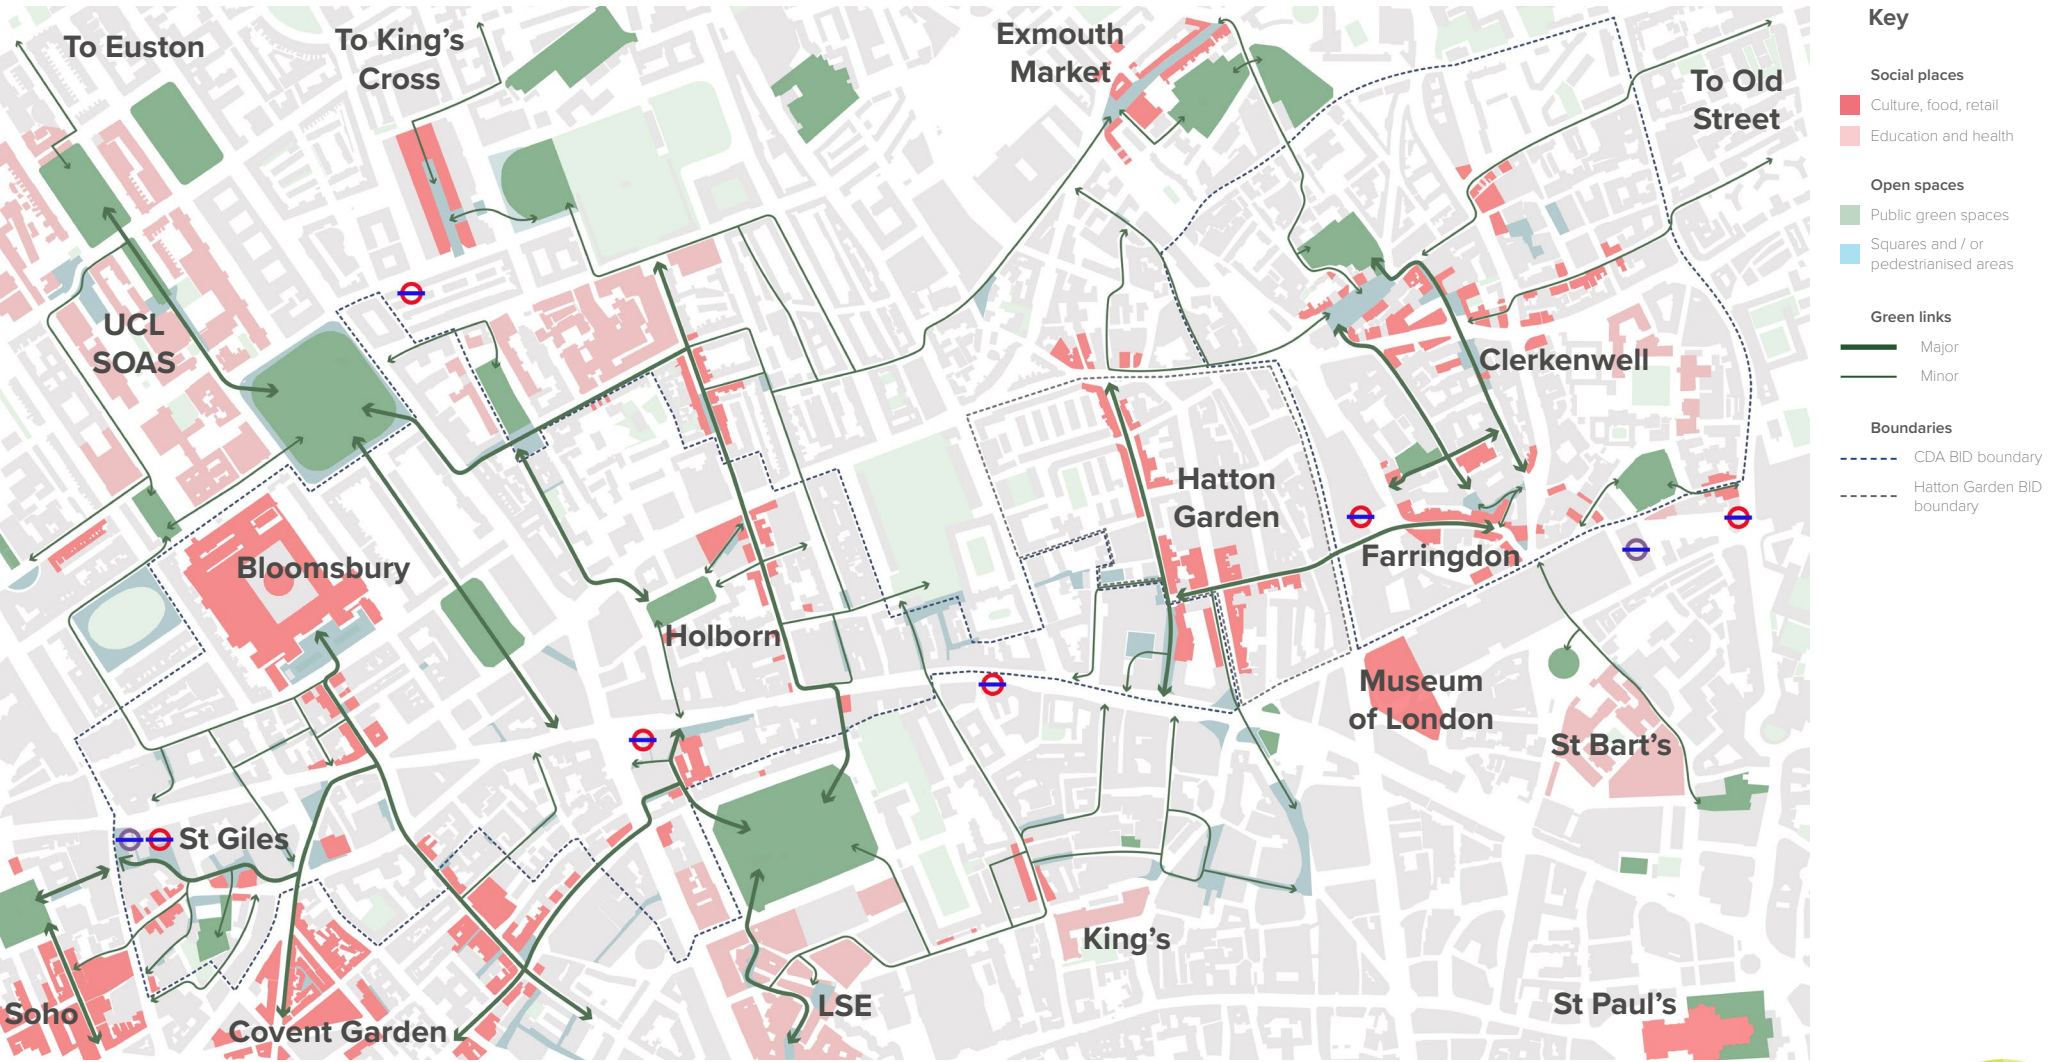 To Euston
To King's
Cross
Exmouth
Market
To Old
Street
UCL
SOAS
Clerkenwell
Hatton
Garden
Bloomsbury
Farringdon
Holborn
Museum
of London
St Bart's
St Giles
King's
Soho
Covent Garden
LSE
St Paul's
Key
Social places
Culture, food, retail
Education and health
Open spaces
Public green spaces
Squares and / or
pedestrianised areas
Green links
Major
Minor
Boundaries
CDA BID boundary
Hatton Garden BID
boundary